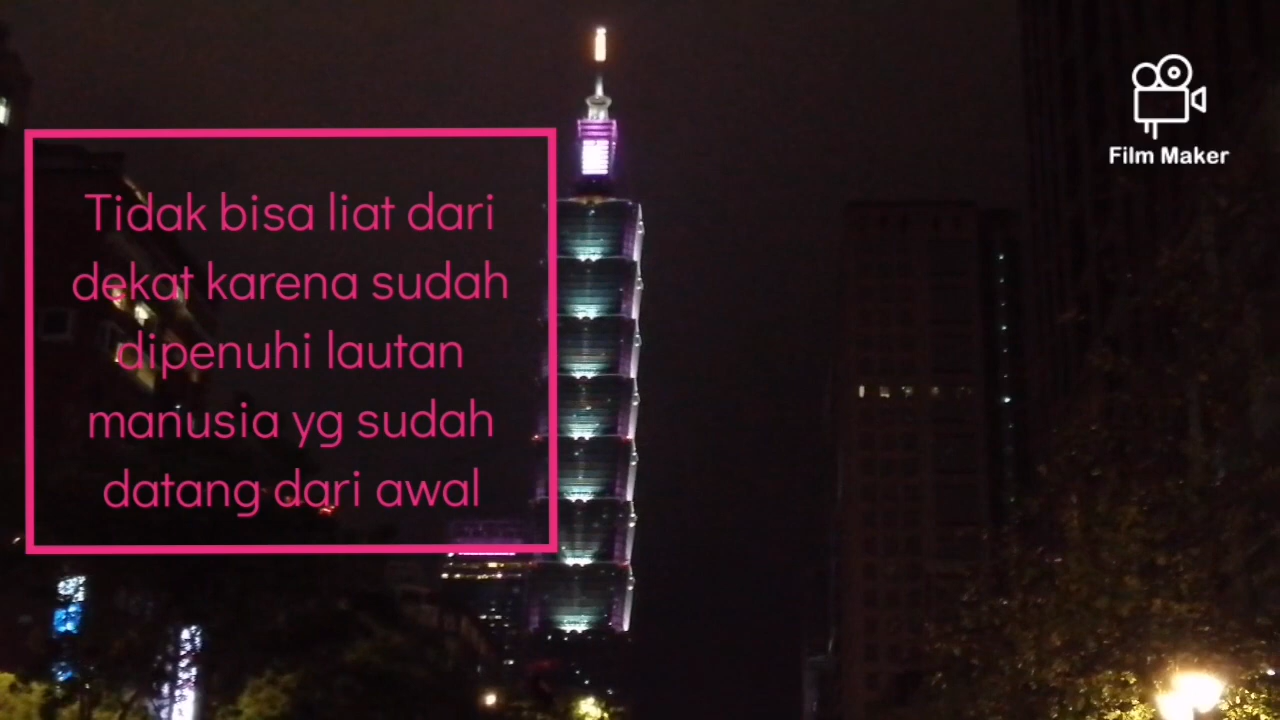 Tidak bisa liat dari
dekat karena sudah
dipenuhi lautan
manusia yg sudah
datang dari awal
Film Maker